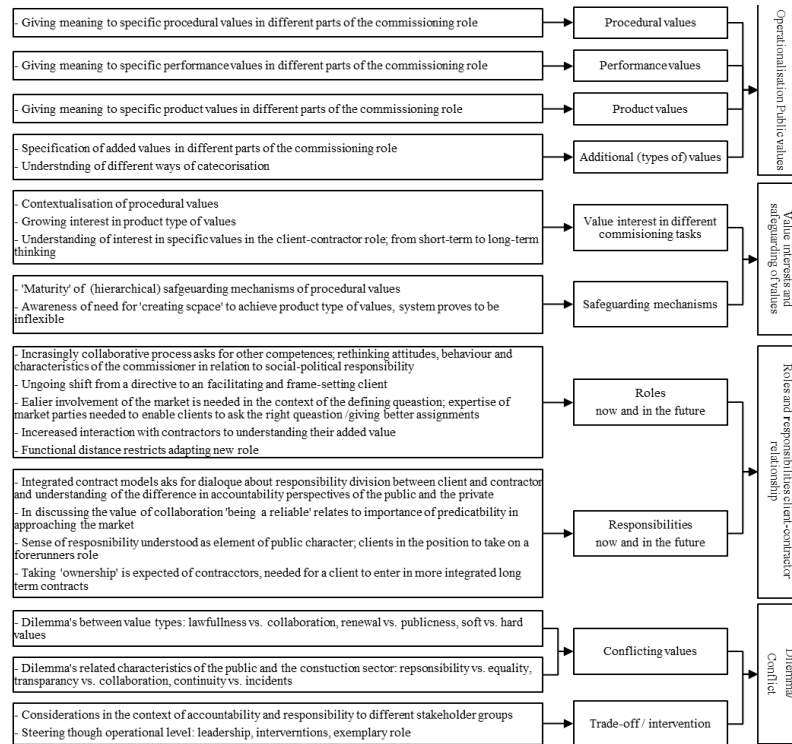 - Giving meaning to specific procedural values in different parts of the commissioning role
Procedural values
- Giving meaning to specific performance values in different parts of the commissioning role
Performance values
- Giving meaning to specific product values in different parts of the commissioning role
Product values
- Specification of added values in different parts of the commissioning role
- Understnding of different ways of catecorisation
Additional (types of) values
Operationalisation Public values
- Contextualisation of procedural values
- Growing interest in product type of values
- Understanding of interest in specific values in the client-contractor role; from short-term to long-term
thinking
Value interest in different
commisioning tasks
- 'Maturity' of (hierarchical) safgeuarding mechanisms of procedural values
- Awareness of need for 'creating scpace' to achieve product type of values, system proves to be
inflexible
Safeguarding mechanisms
Value interests and
safeguarding of values
- Incrasingly collaborative process asks for other competences; rethinking attitudes, behaviour and
characteristics of the commissioner in relation to social-political responsibility
- Ungoing shift from a directive to an facilitating and frame-setting client
- Ealier involvement of the market is needed in the context of the defining queastion; expertise of
market parties needed to enable clients to ask the right queastion /giving better assignments
- Incereased interaction with contractors to understanding their added value
- Functional distance restricts adapting new role
Roles
now and in the future
- Integrated contract models aks for dialoque about responsibility division between client and contractor
and understanding of the difference in accountability perspectives of the public and the private
- In discussing the value of collaboration 'being a reliable' relates to importance of predicatbility in
approaching the market
- Sense of resposnibility understood as element of public character; clients in the position to take on a
forerunners role
- Taking 'ownership' is expected of contracctors, needed for a client to enter in more integrated long
term contracts
Responsibilities
now and in the future
Roles and responsibilities client-contractor
relationship
- Dilemma's between value types: lawfullness vs. collaboration, renewal vs. publicness, soft vs. hard
values
- Dilemma's related characteristics of the public and the constuction sector: repsonsibility vs. equality,
transparancy vs. collaboration, continuity vs. incidents
Conflicting values
- Considerations in the context of accountability and responsibility to different stakeholder groups
- Steering though operational level: leadership, interverntions, exemplary role
Trade-off / intervention
Dilemma/
Conflict